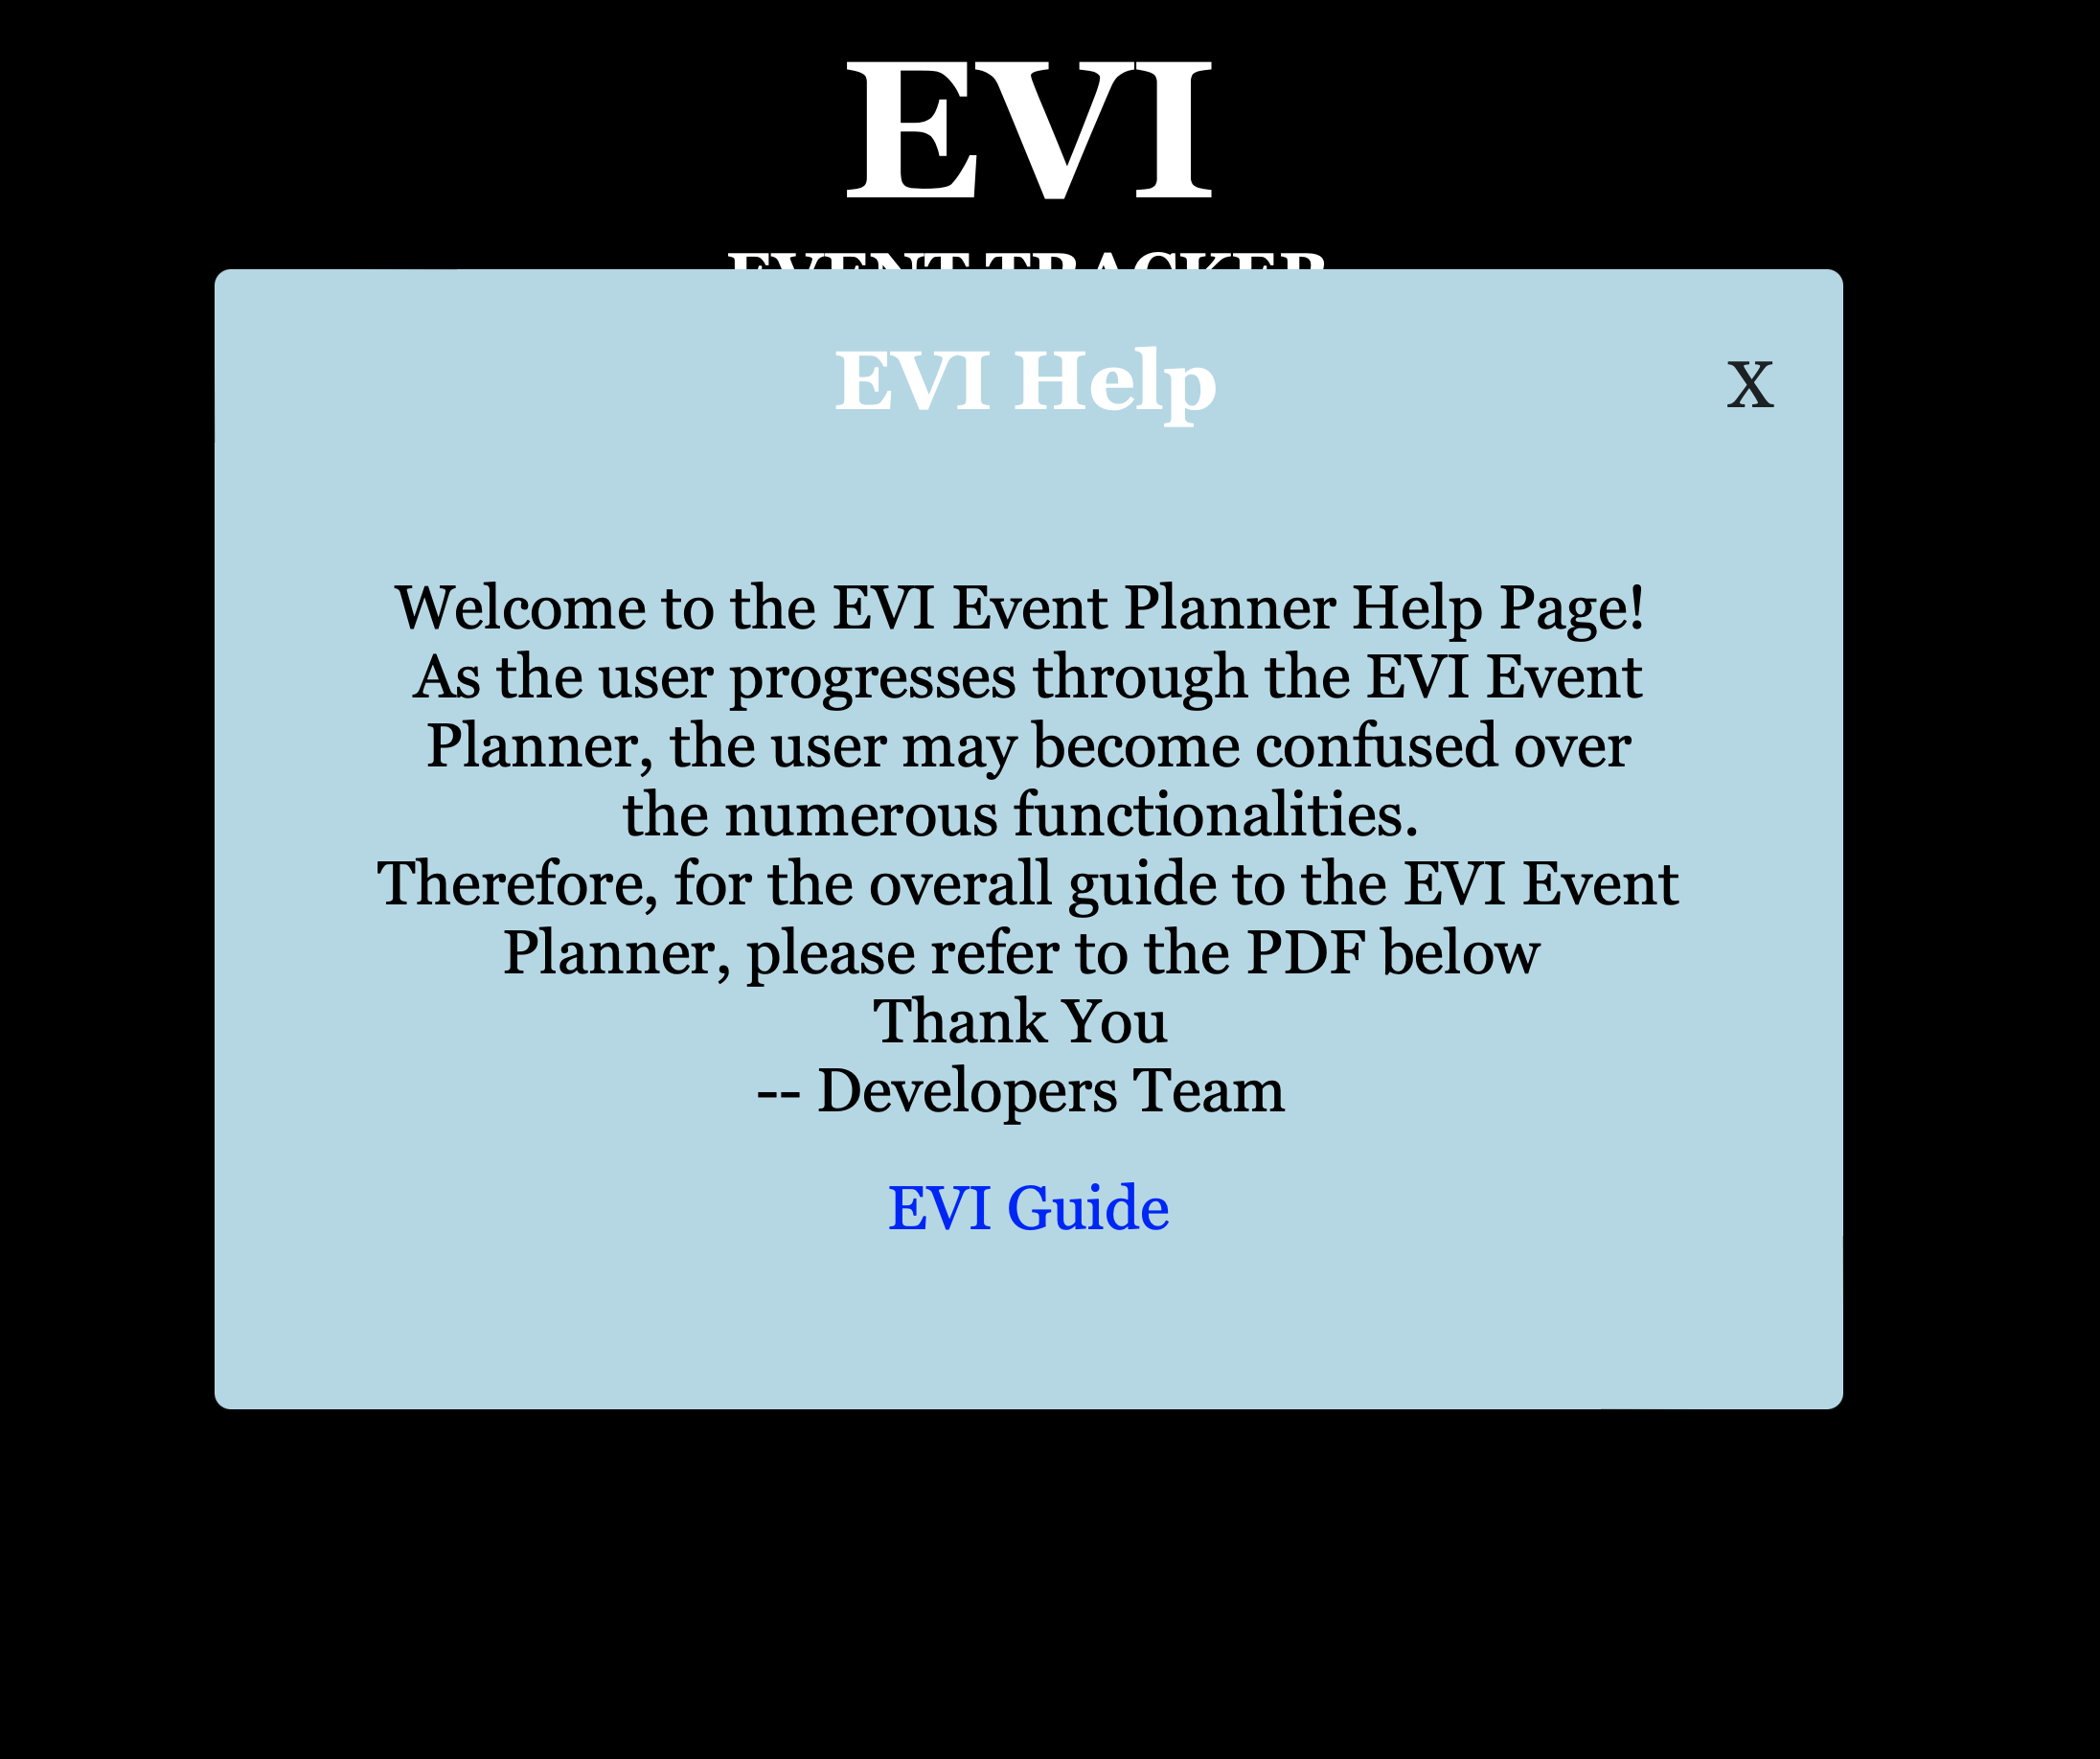 EVI
EVENT TRACKER
EVI Help
X
Welcome to the EVI Event Planner Help Page!
As the user progresses through the EVI Event
Planner, the user may become confused over
the numerous functionalities.
Therefore, for the overall guide to the EVI Event
Planner, please refer to the PDF below
Thank You
-- Developers Team
EVI Guide